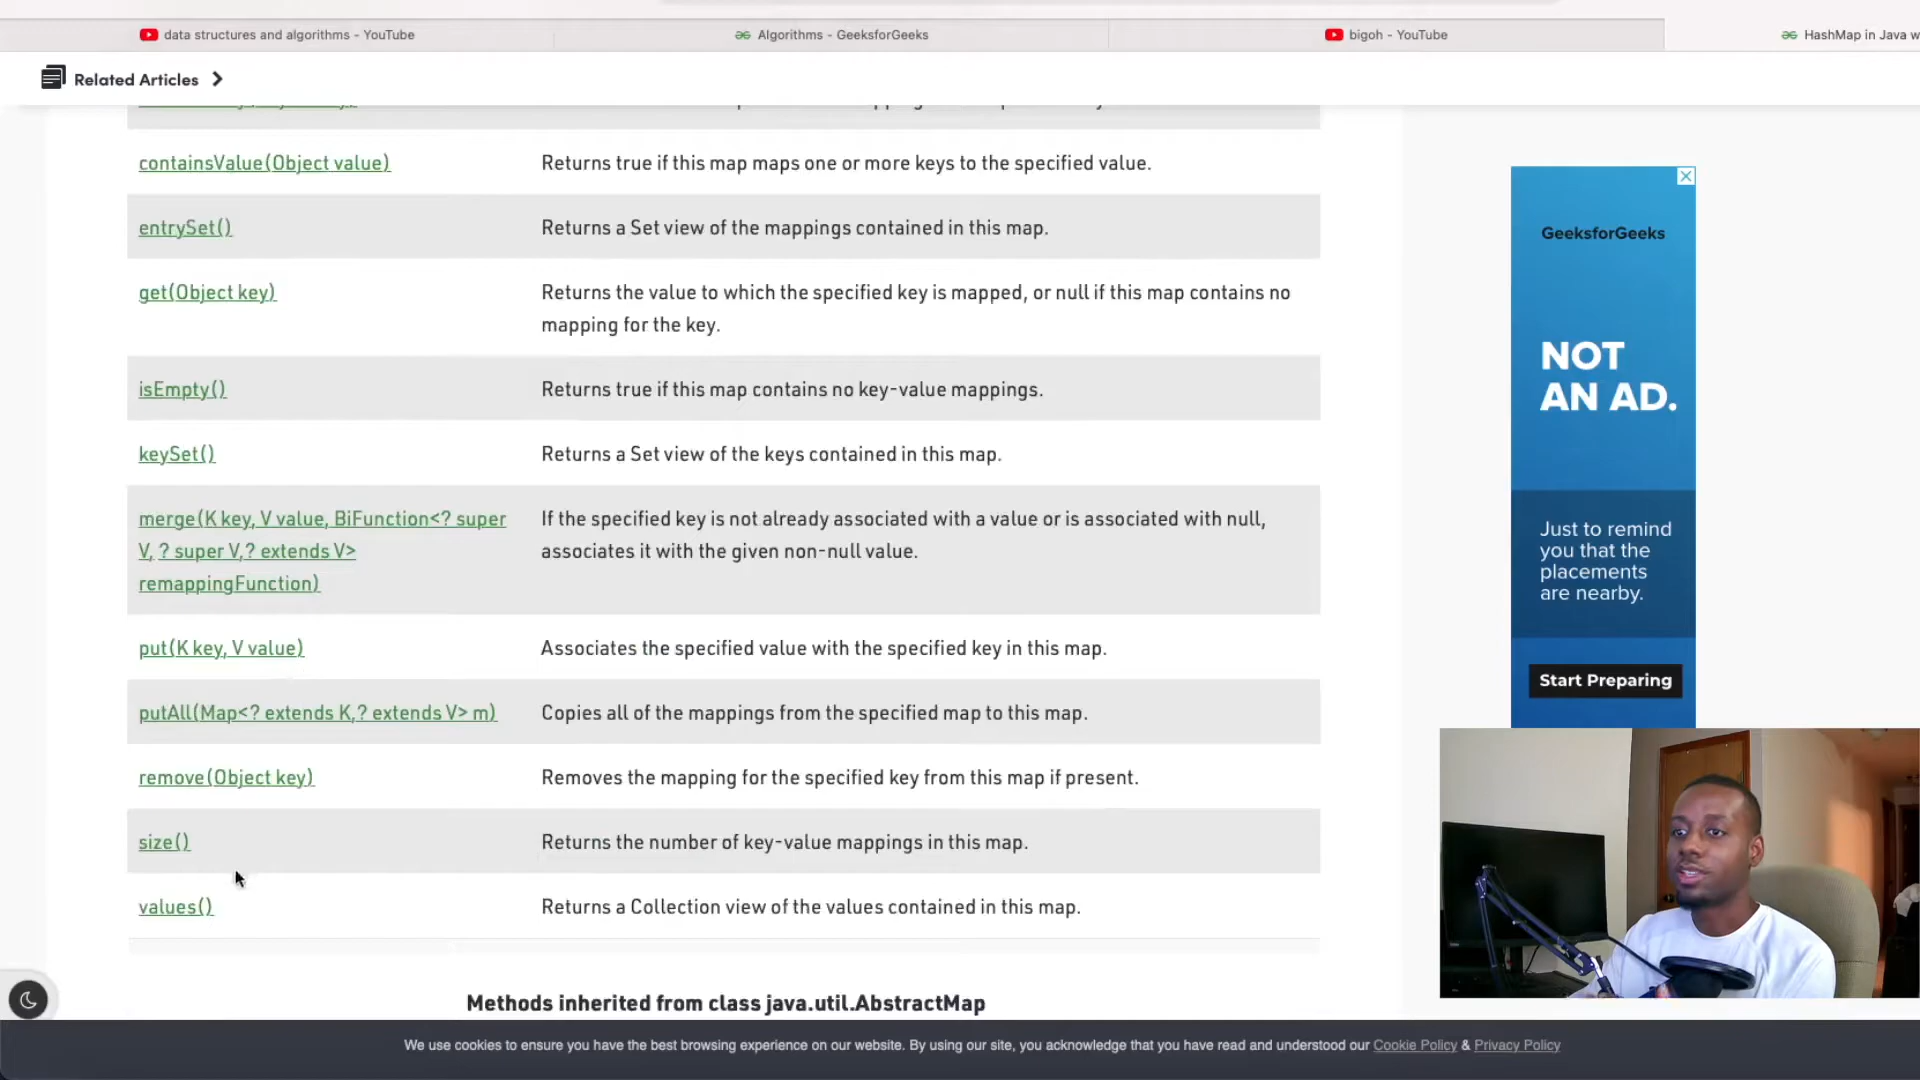 data structures and algorithms - YouTube
Algorithms - GeeksforGeeks
bigoh - YouTube
HashMap in Java w
Related Articles
containsValue(Object value)
Returns true if this map maps one or more keys to the specified value.
entrySet()
Returns a Set view of the mappings contained in this map.
get(Object key)
Returns the value to which the specified key is mapped, or null if this map contains no
mapping for the key.
isEmpty()
Returns true if this map contains no key-value mappings.
keySet()
Returns a Set view of the keys contained in this map.
merge(K key, V value, BiFunction<? super
V, ? super V,? extends V>
remappingFunction)
If the specified key is not already associated with a value or is associated with null,
associates it with the given non-null value.
put(K key, V value)
Associates the specified value with the specified key in this map.
putAll(Map<? extends K,? extends V> m)
Copies all of the mappings from the specified map to this map.
remove(Object key)
Removes the mapping for the specified key from this map if present.
size()
Returns the number of key-value mappings in this map.
values()
Returns a Collection view of the values contained in this map.
Methods inherited from class java.util.AbstractMap
GeeksforGeeks
NOT
AN AD.
Just to remind
you that the
placements
are nearby.
Start Preparing
We use cookies to ensure you have the best browsing experience on our website. By using our site, you acknowledge that you have read and understood our Cookie Policy & Privacy Policy